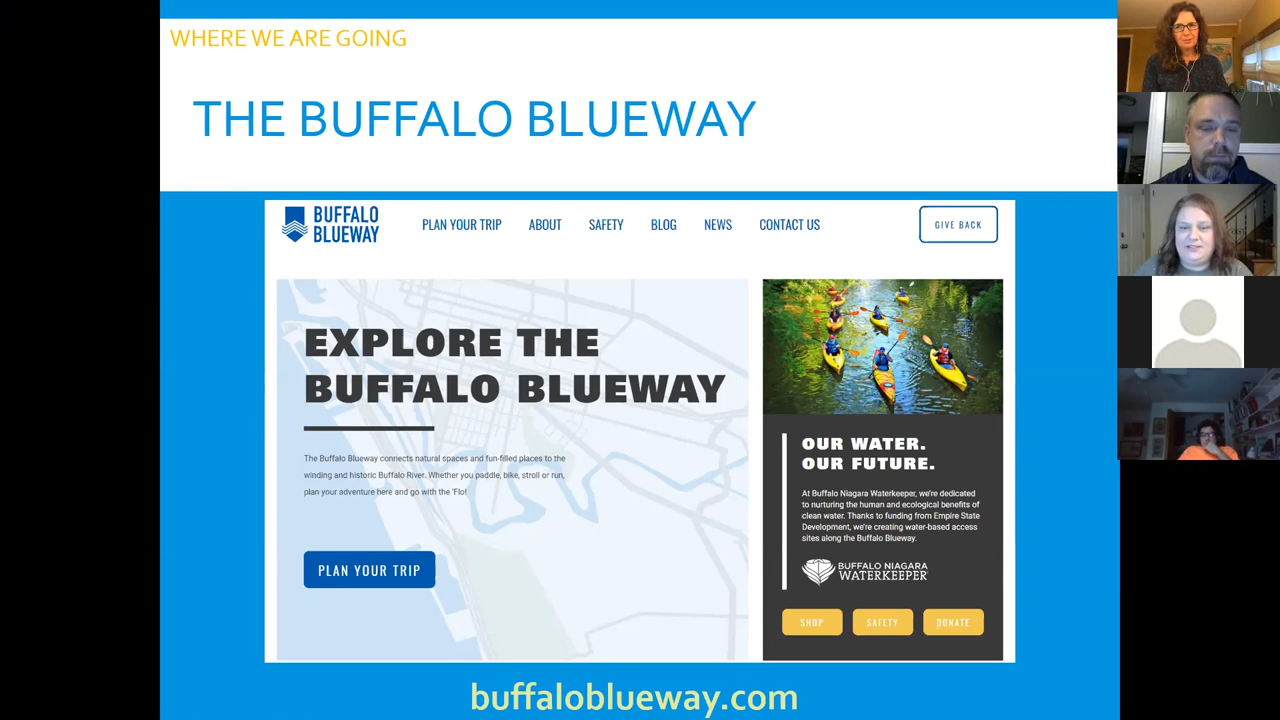 WHERE WE ARE GOING
THE BUFFALO BLUEWAY
BUFFALO
BLUEWAY
PLAN YOUR TRIP
ABOUT
SAFETY
BLOG
NEWS
CONTACT US
GIVE BACK
EXPLORE THE
BUFFALO BLUEWAY
The Buffalo Blueway connects natural spaces and fun-filled places to the
winding and historic Buffalo River. Whether you paddle, bike, stroll or run,
plan your adventure here and go with the 'Flo!
PLAN YOUR TRIP
OUR WATER.
OUR FUTURE.
At Buffalo Niagara Waterkeeper, we're dedicated
to nurturing the human and ecological benefits of
clean water. Thanks to funding from Empire State
Development, we're creating water-based access
sites along the Buffalo Blueway.
BUFFALO NIAGARA
WATERKEEPER
SHOP
SAFETY
DONATE
buffaloblueway.com